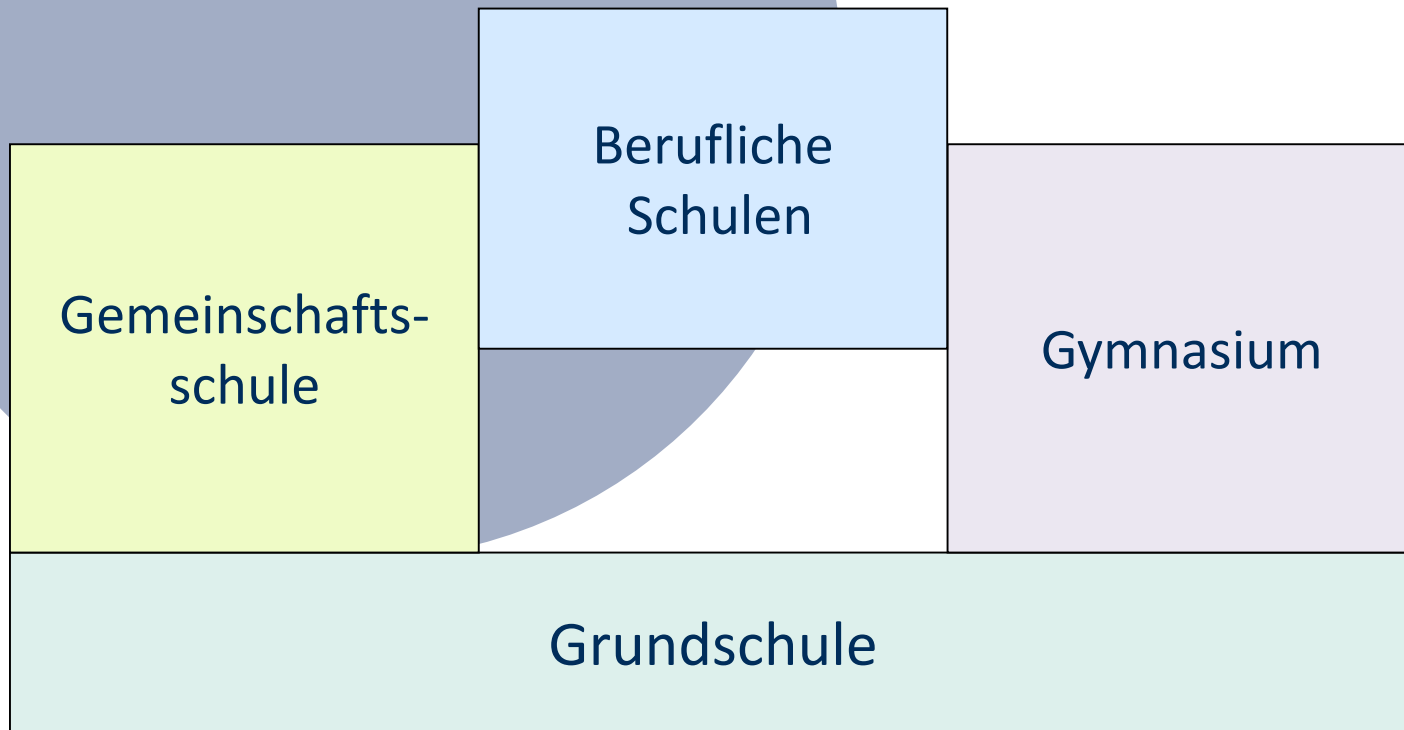 Berufliche
Schulen
Gemeinschafts-
schule
Gymnasium
Grundschule